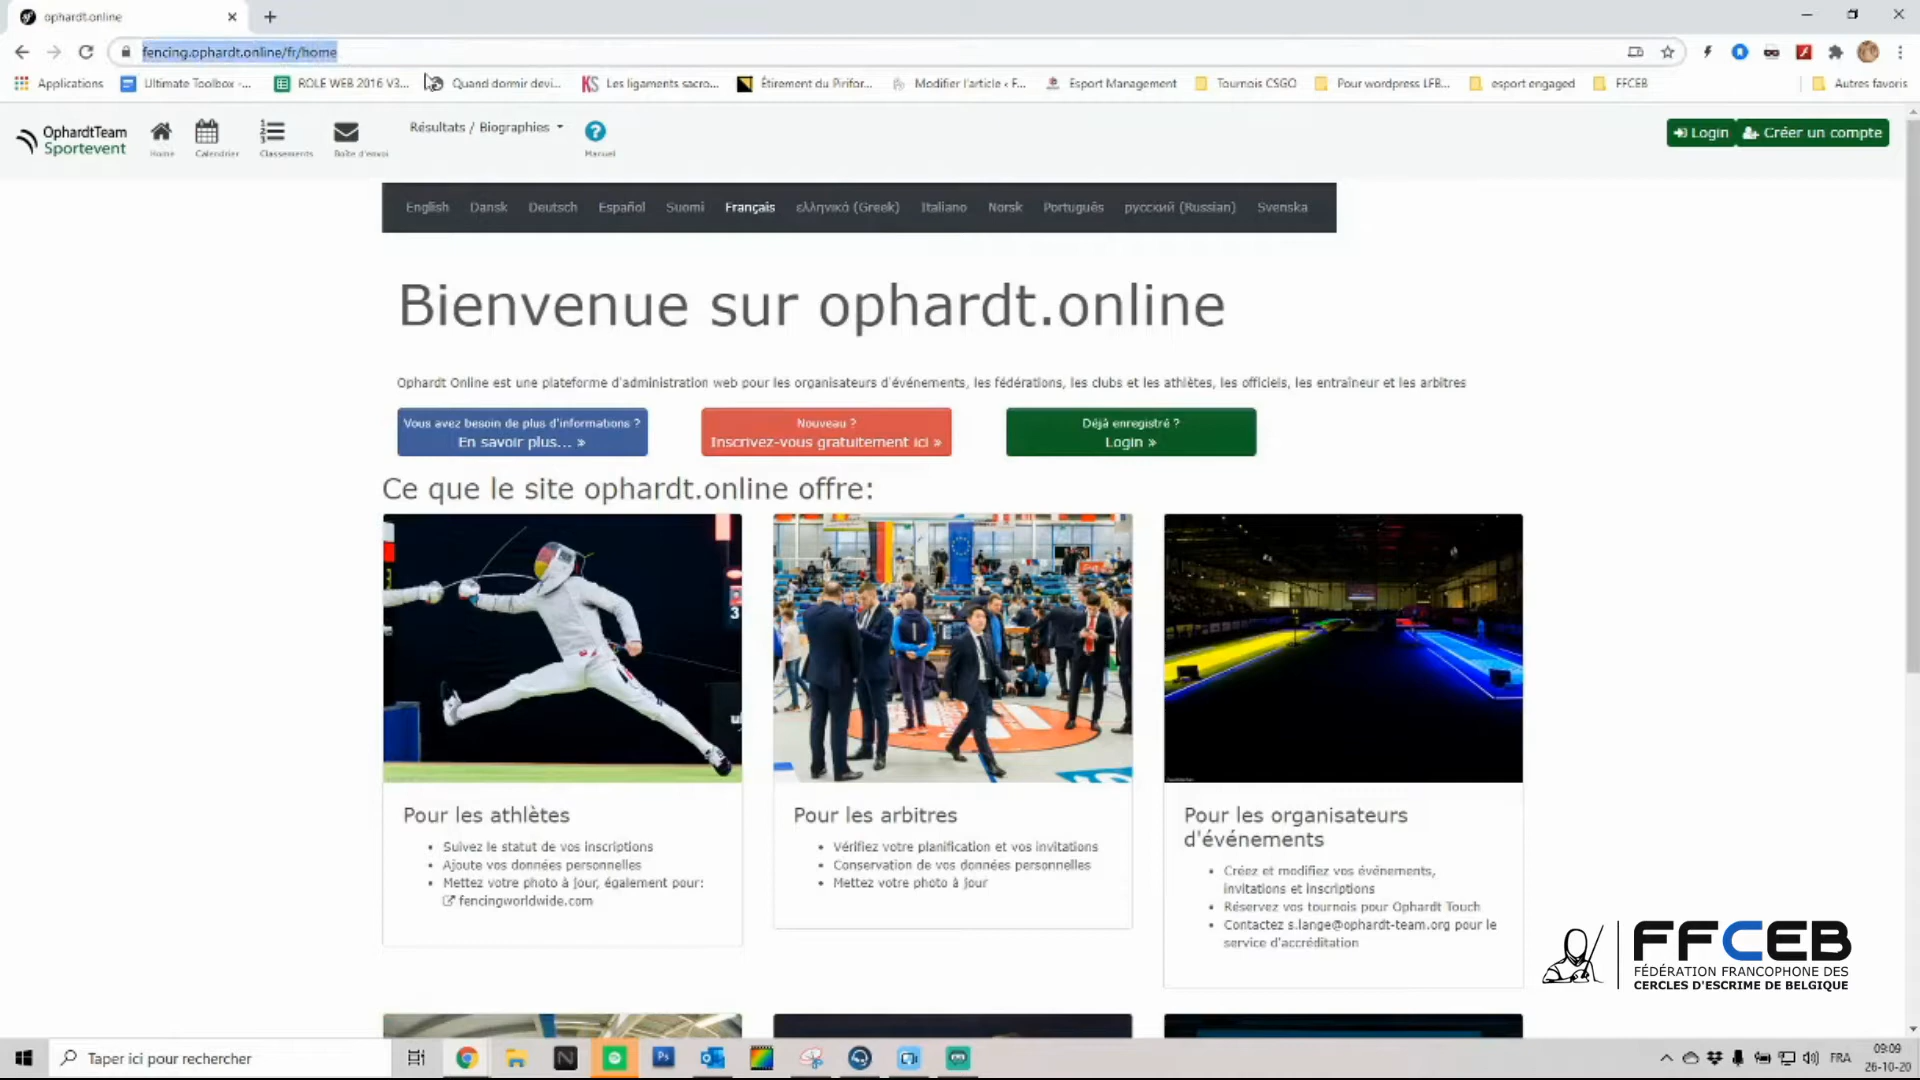 ophardt.online
fencing.ophardt.online/fr/home
Applications
Ultimate Toolbox -...
ROLE WEB 2016 V3...
Quand dormir devi...
KS Les ligaments sacro...
Étirement du Pirifor...
Modifier l'article ‹ F...
Esport Management
Tournois CSGO
Pour wordpress LFB...
esport engaged
FFCEB
Autres favoris
OphardtTeam
Sportevent
Home
Calendrier
Classements
Boîte d'envoi
Résultats / Biographies
Manuel
Login
Créer un compte
English Dansk Deutsch Español Suomi Français ελληνικά (Greek) Italiano Norsk Português русский (Russian) Svenska
Bienvenue sur ophardt.online
Ophardt Online est une plateforme d'administration web pour les organisateurs d'événements, les fédérations, les clubs et les athlètes, les officiels, les entraîneur et les arbitres
Vous avez besoin de plus d'informations ?
En savoir plus... »
Nouveau ?
Inscrivez-vous gratuitement ici »
Déjà enregistré ?
Login »
Ce que le site ophardt.online offre:
Pour les athlètes
• Suivez le statut de vos inscriptions
• Ajoute vos données personnelles
• Mettez votre photo à jour, également pour:
fencingworldwide.com
Pour les arbitres
• Vérifiez votre planification et vos invitations
• Conservation de vos données personnelles
• Mettez votre photo à jour
Pour les organisateurs
d'événements
• Créez et modifiez vos événements,
invitations et inscriptions
• Réservez vos tournois pour Ophardt Touch
• Contactez s.lange@ophardt-team.org pour le
service d'accréditation
FFCEB
FÉDÉRATION FRANCOPHONE DES
CERCLES D'ESCRIME DE BELGIQUE
Taper ici pour rechercher
FRA
09:09
26-10-20